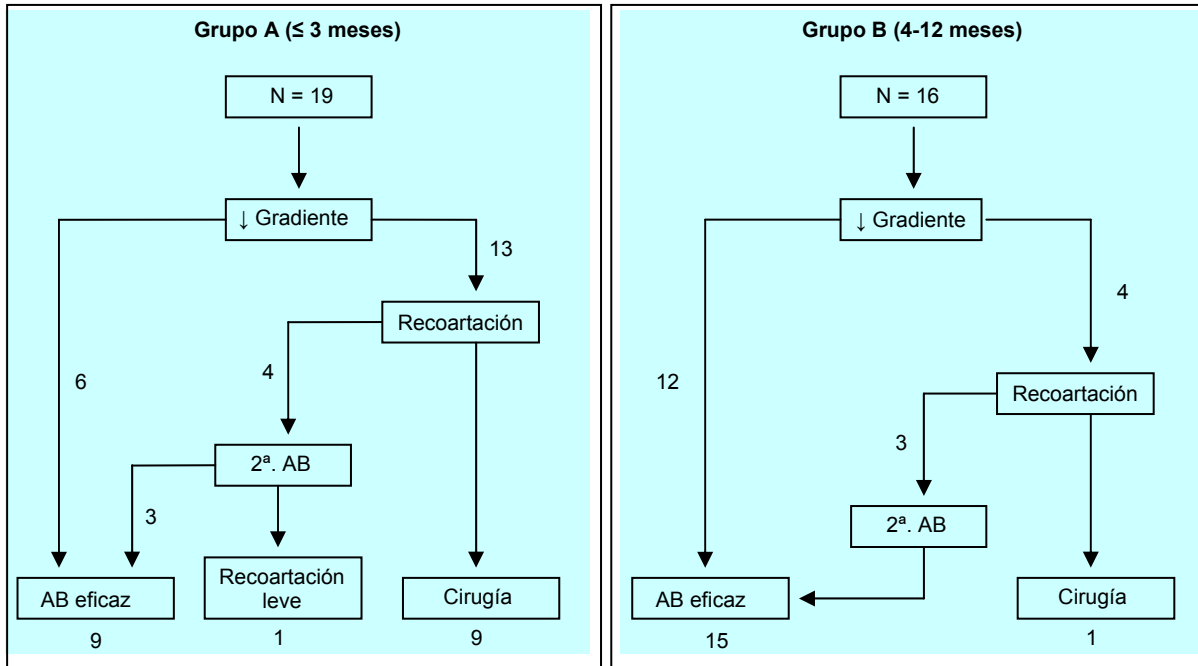 Grupo A (≤ 3 meses)
N = 19
↓ Gradiente
13
Recoartación
4
6
2ª. AB
3
AB eficaz
Recoartación
leve
Cirugía
9
1
9
Grupo B (4-12 meses)
N = 16
↓ Gradiente
4
12
Recoartación
3
2ª. AB
AB eficaz
Cirugía
15
1